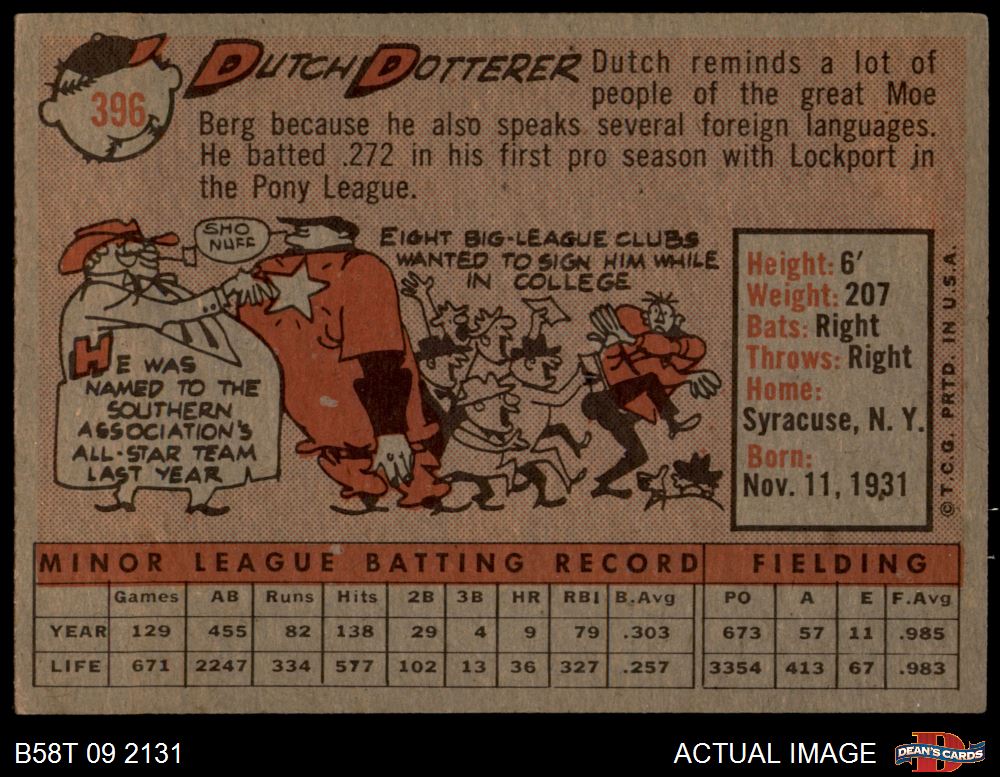 396
DUTCH DOTTERER
Dutch reminds a lot of
people of the great Moe
Berg because he also speaks several foreign languages.
He batted .272 in his first pro season with Lockport in
the Pony League.
SHO
NUFF
EIGHT BIG-LEAGUE CLUBS
WANTED TO SIGN HIM WHILE
IN COLLEGE
HE WAS
NAMED TO THE
SOUTHERN
ASSOCIATION'S
ALL-STAR TEAM
LAST YEAR
Height: 6'
Weight: 207
Bats: Right
Throws: Right
Home:
Syracuse, N. Y.
Born:
Nov. 11, 1931
© T.C.G. PRTD. IN U.S.A.
MINOR LEAGUE BATTING RECORD FIELDING
Games AB Runs Hits 2B 3B HR RBI B.Avg PO A E F.Avg
YEAR 129 455 82 138 29 4 9 79 .303 673 57 11 .985
LIFE 671 2247 334 577 102 13 36 327 .257 3354 413 67 .983
B58T 09 2131 ACTUAL IMAGE D DEAN'S CARDS